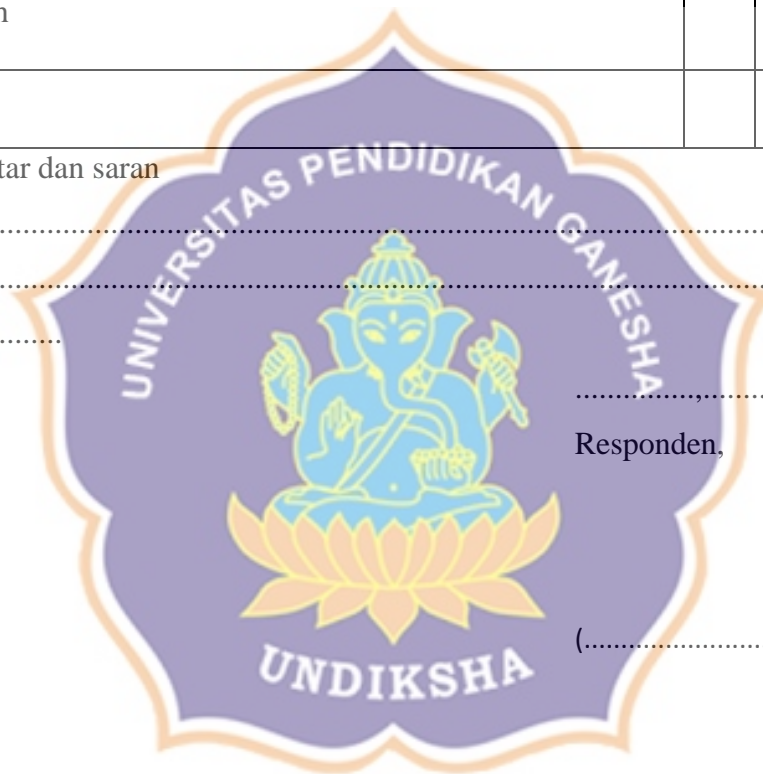 n
tar dan saran
UNIVERSITAS PENDIDIKAN GANESHA
................,........
Responden,
(........................
UNDIKSHA